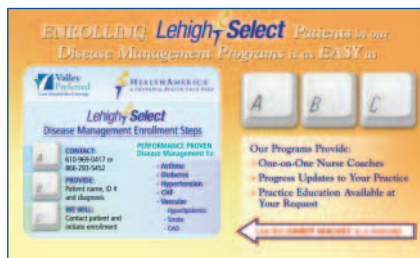 ENROLLING Lehigh Select Patients in our
Disease Management Programs is as EASY as
Valley
Preferred
HEALTHAMERICA
Lehigh Select
Disease Management Enrollment Steps
A
CONTACT:
610-969-0417 or
866-293-5452
B
PROVIDE:
Patient name, ID #
and diagnosis
C
WE WILL:
Contact patient and
initiate enrollment
PERFORMANCE PROVEN
Disease Management for:
- Asthma
- Diabetes
- Hypertension
- CHF
- Vascular
- Hyperlipidemia
- Stroke
- CAD
A B C
Our Programs Provide:
One-on-One Nurse Coaches
Progress Updates to Your Practice
Practice Education Available at
Your Request